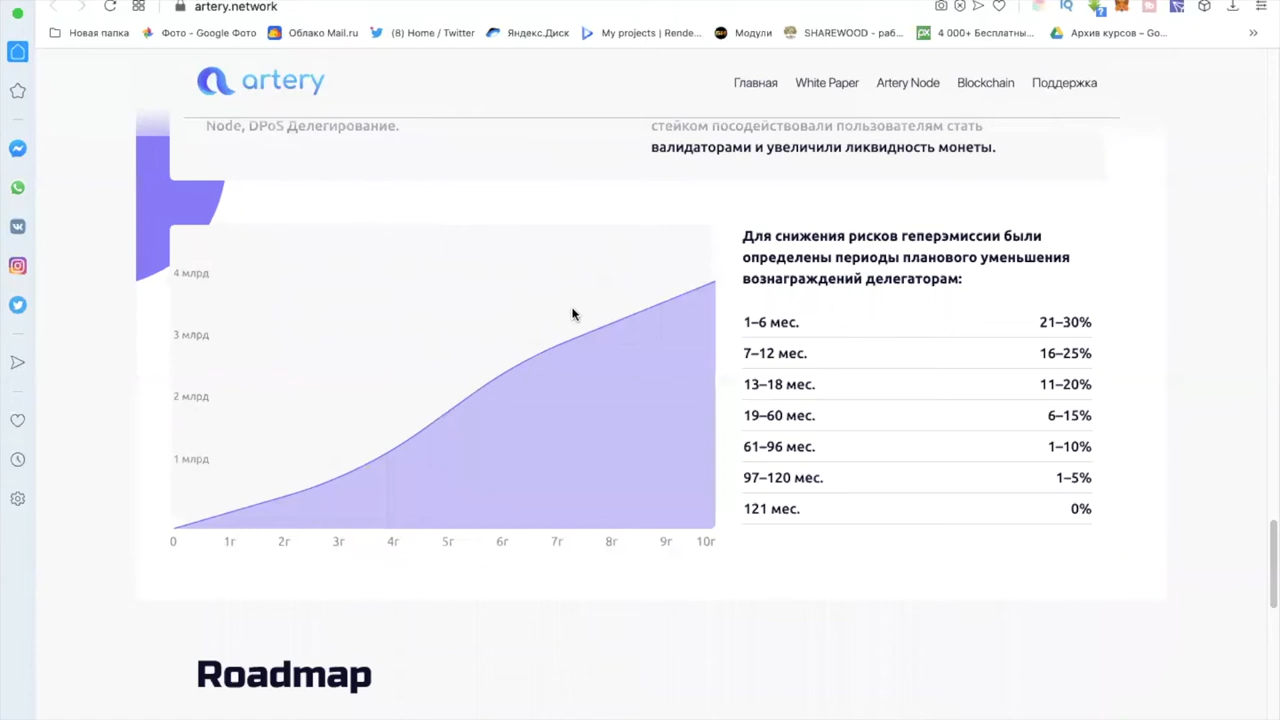 artery.network
Новая папка
Фото - Google Фото
Облако Mail.ru
(8) Home / Twitter
Яндекс.Диск
My projects | Rende...
Модули
SHAREWOOD - раб...
4 000+ Бесплатны...
Архив курсов – Go...
artery
Главная
White Paper
Artery Node
Blockchain
Поддержка
Node, DPoS Делегирование.
стейком посодействовали пользователям стать
валидаторами и увеличили ликвидность монеты.
4 млрд
3 млрд
2 млрд
1 млрд
0 1г 2г 3г 4г 5г 6г 7г 8г 9г 10г
Для снижения рисков геперэмиссии были
определены периоды планового уменьшения
вознаграждений делегаторам:
1–6 мес. 21–30%
7–12 мес. 16–25%
13–18 мес. 11–20%
19–60 мес. 6–15%
61–96 мес. 1–10%
97–120 мес. 1–5%
121 мес. 0%
Roadmap